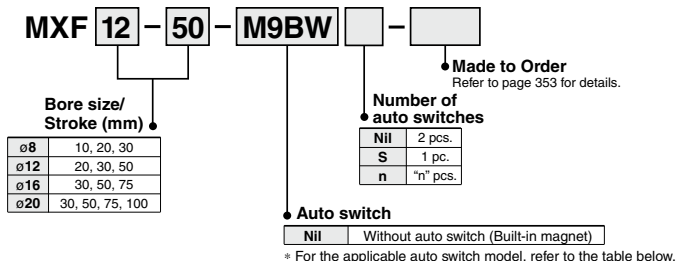 MXF 12 – 50 – M9BW –
Made to Order
Refer to page 353 for details.
Number of
auto switches
Nil 2 pcs.
S 1 pc.
n “n” pcs.
Bore size/
Stroke (mm)
ø8 10, 20, 30
ø12 20, 30, 50
ø16 30, 50, 75
ø20 30, 50, 75, 100
Auto switch
Nil Without auto switch (Built-in magnet)
∗ For the applicable auto switch model, refer to the table below.